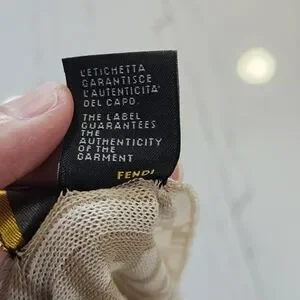 L'ETICHETTA
GARANTISCE
L'AUTENTICITA'
DEL CAPO.
THE LABEL
GUARANTEES
THE
AUTHENTICITY OF
THE
GARMENT
FENDI